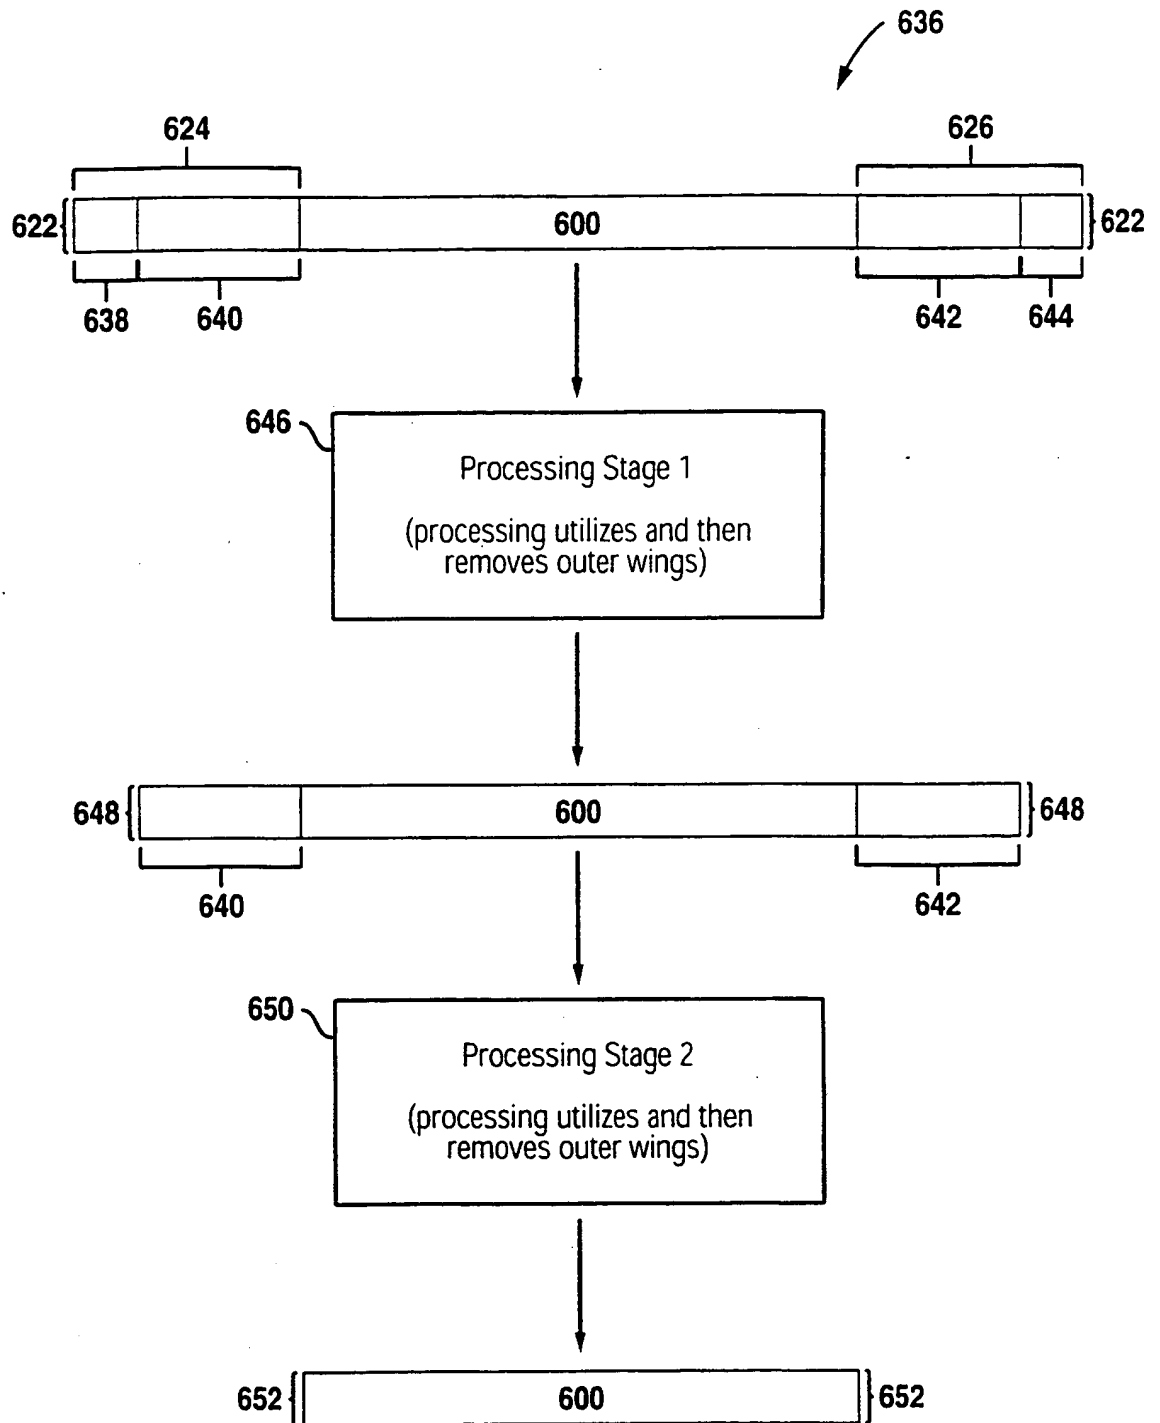 636
624 626
622 600 622
638 640 642 644
646
Processing Stage 1
(processing utilizes and then
removes outer wings)
648 600 648
640 642
650
Processing Stage 2
(processing utilizes and then
removes outer wings)
652 600 652